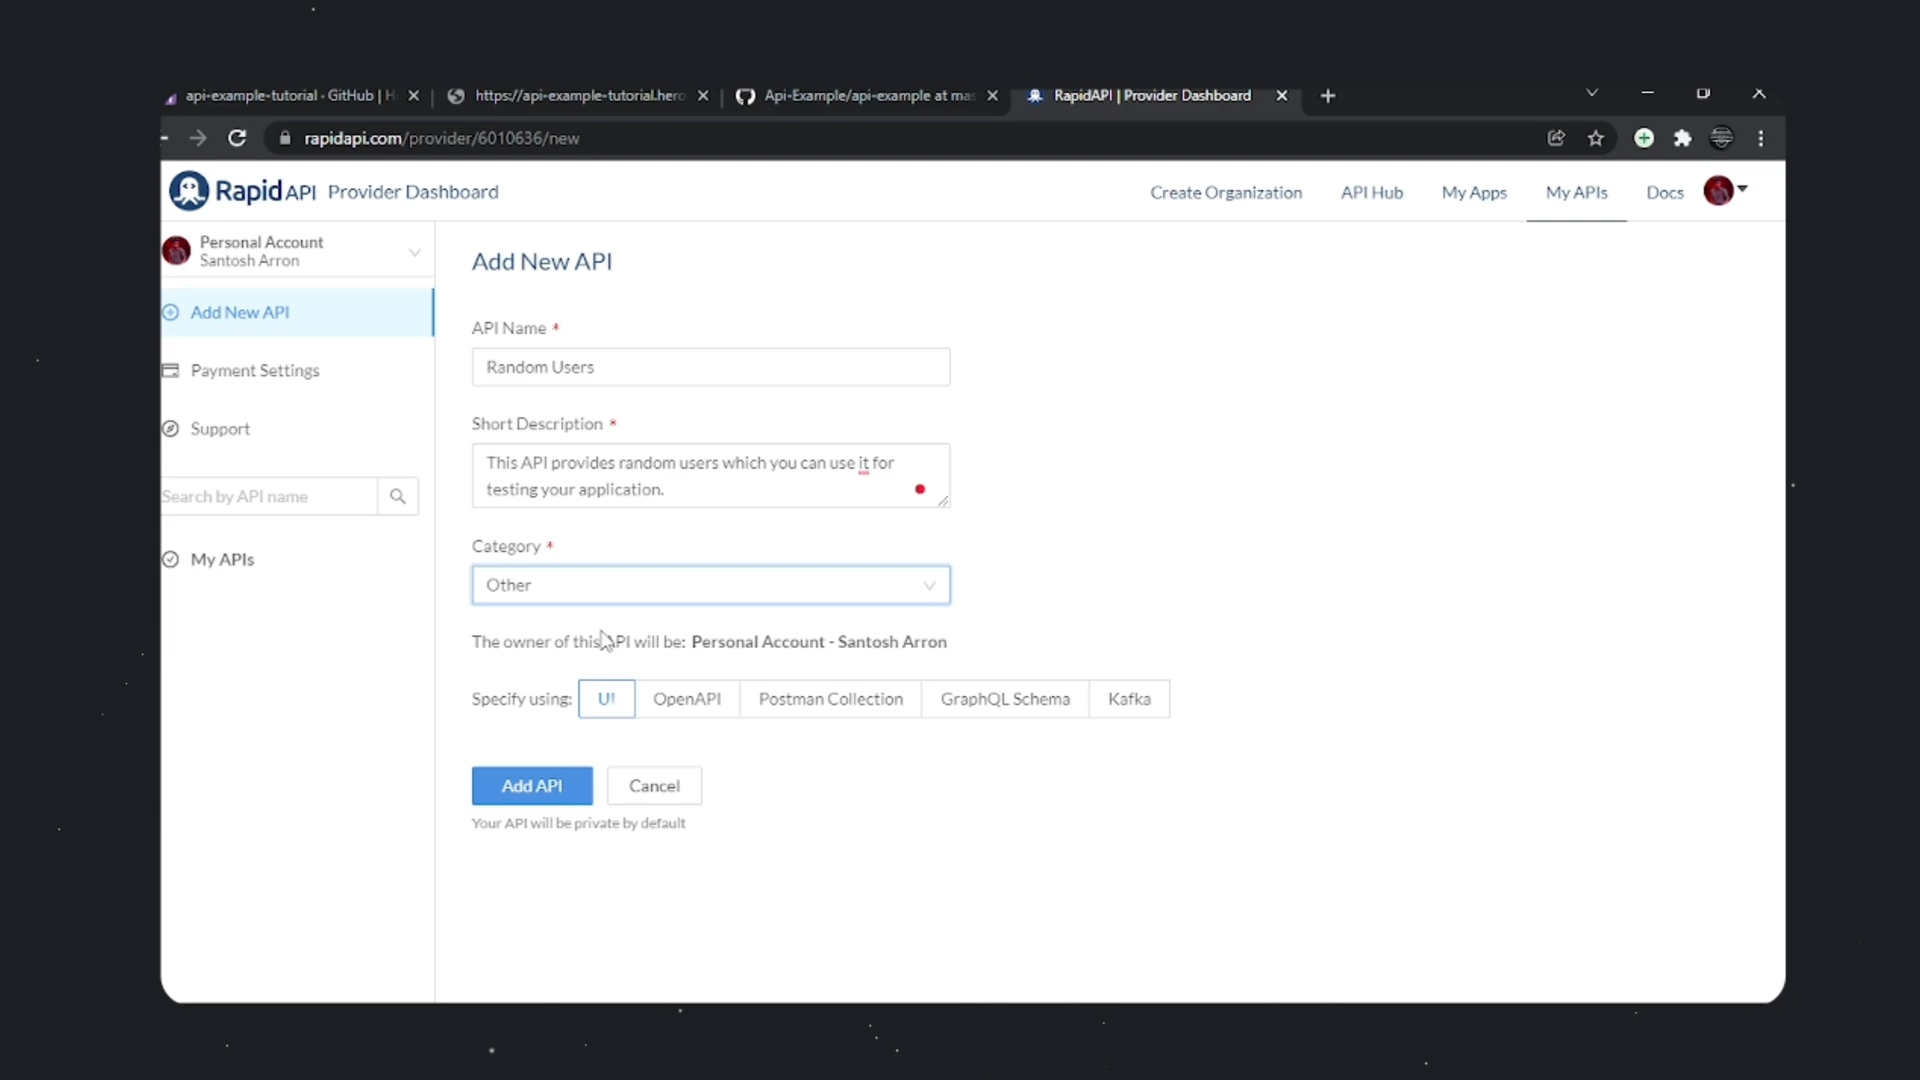 api-example-tutorial · GitHub | H
https://api-example-tutorial.hero
Api-Example/api-example at mas
RapidAPI | Provider Dashboard
rapidapi.com/provider/6010636/new
Rapid API Provider Dashboard
Create Organization
API Hub
My Apps
My APIs
Docs
Personal Account
Santosh Arron
Add New API
Payment Settings
Support
Search by API name
My APIs
Add New API
API Name *
Random Users
Short Description *
This API provides random users which you can use it for
testing your application.
Category *
Other
The owner of this API will be: Personal Account - Santosh Arron
Specify using: UI OpenAPI Postman Collection GraphQL Schema Kafka
Add API Cancel
Your API will be private by default